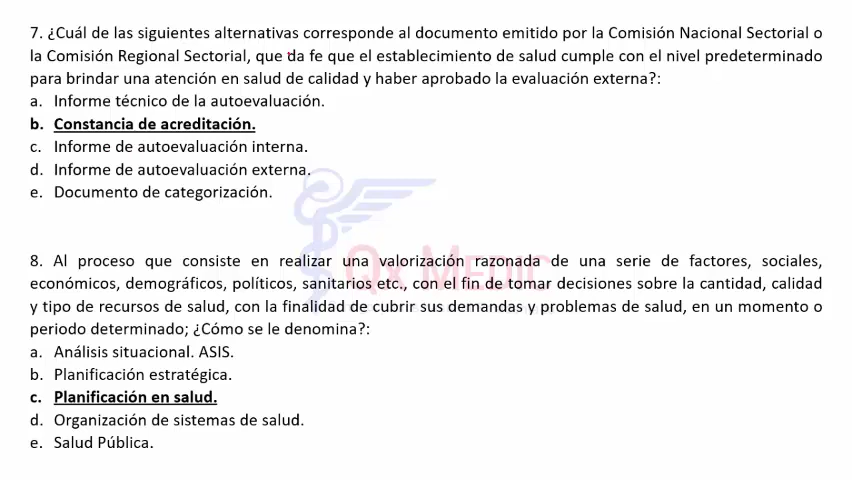 7. ¿Cuál de las siguientes alternativas corresponde al documento emitido por la Comisión Nacional Sectorial o
la Comisión Regional Sectorial, que da fe que el establecimiento de salud cumple con el nivel predeterminado
para brindar una atención en salud de calidad y haber aprobado la evaluación externa?:
a. Informe técnico de la autoevaluación.
b. Constancia de acreditación.
c. Informe de autoevaluación interna.
d. Informe de autoevaluación externa.
e. Documento de categorización.
8. Al proceso que consiste en realizar una valorización razonada de una serie de factores, sociales,
económicos, demográficos, políticos, sanitarios etc., con el fin de tomar decisiones sobre la cantidad, calidad
y tipo de recursos de salud, con la finalidad de cubrir sus demandas y problemas de salud, en un momento o
periodo determinado; ¿Cómo se le denomina?:
a. Análisis situacional. ASIS.
b. Planificación estratégica.
c. Planificación en salud.
d. Organización de sistemas de salud.
e. Salud Pública.
Qx MEDIC